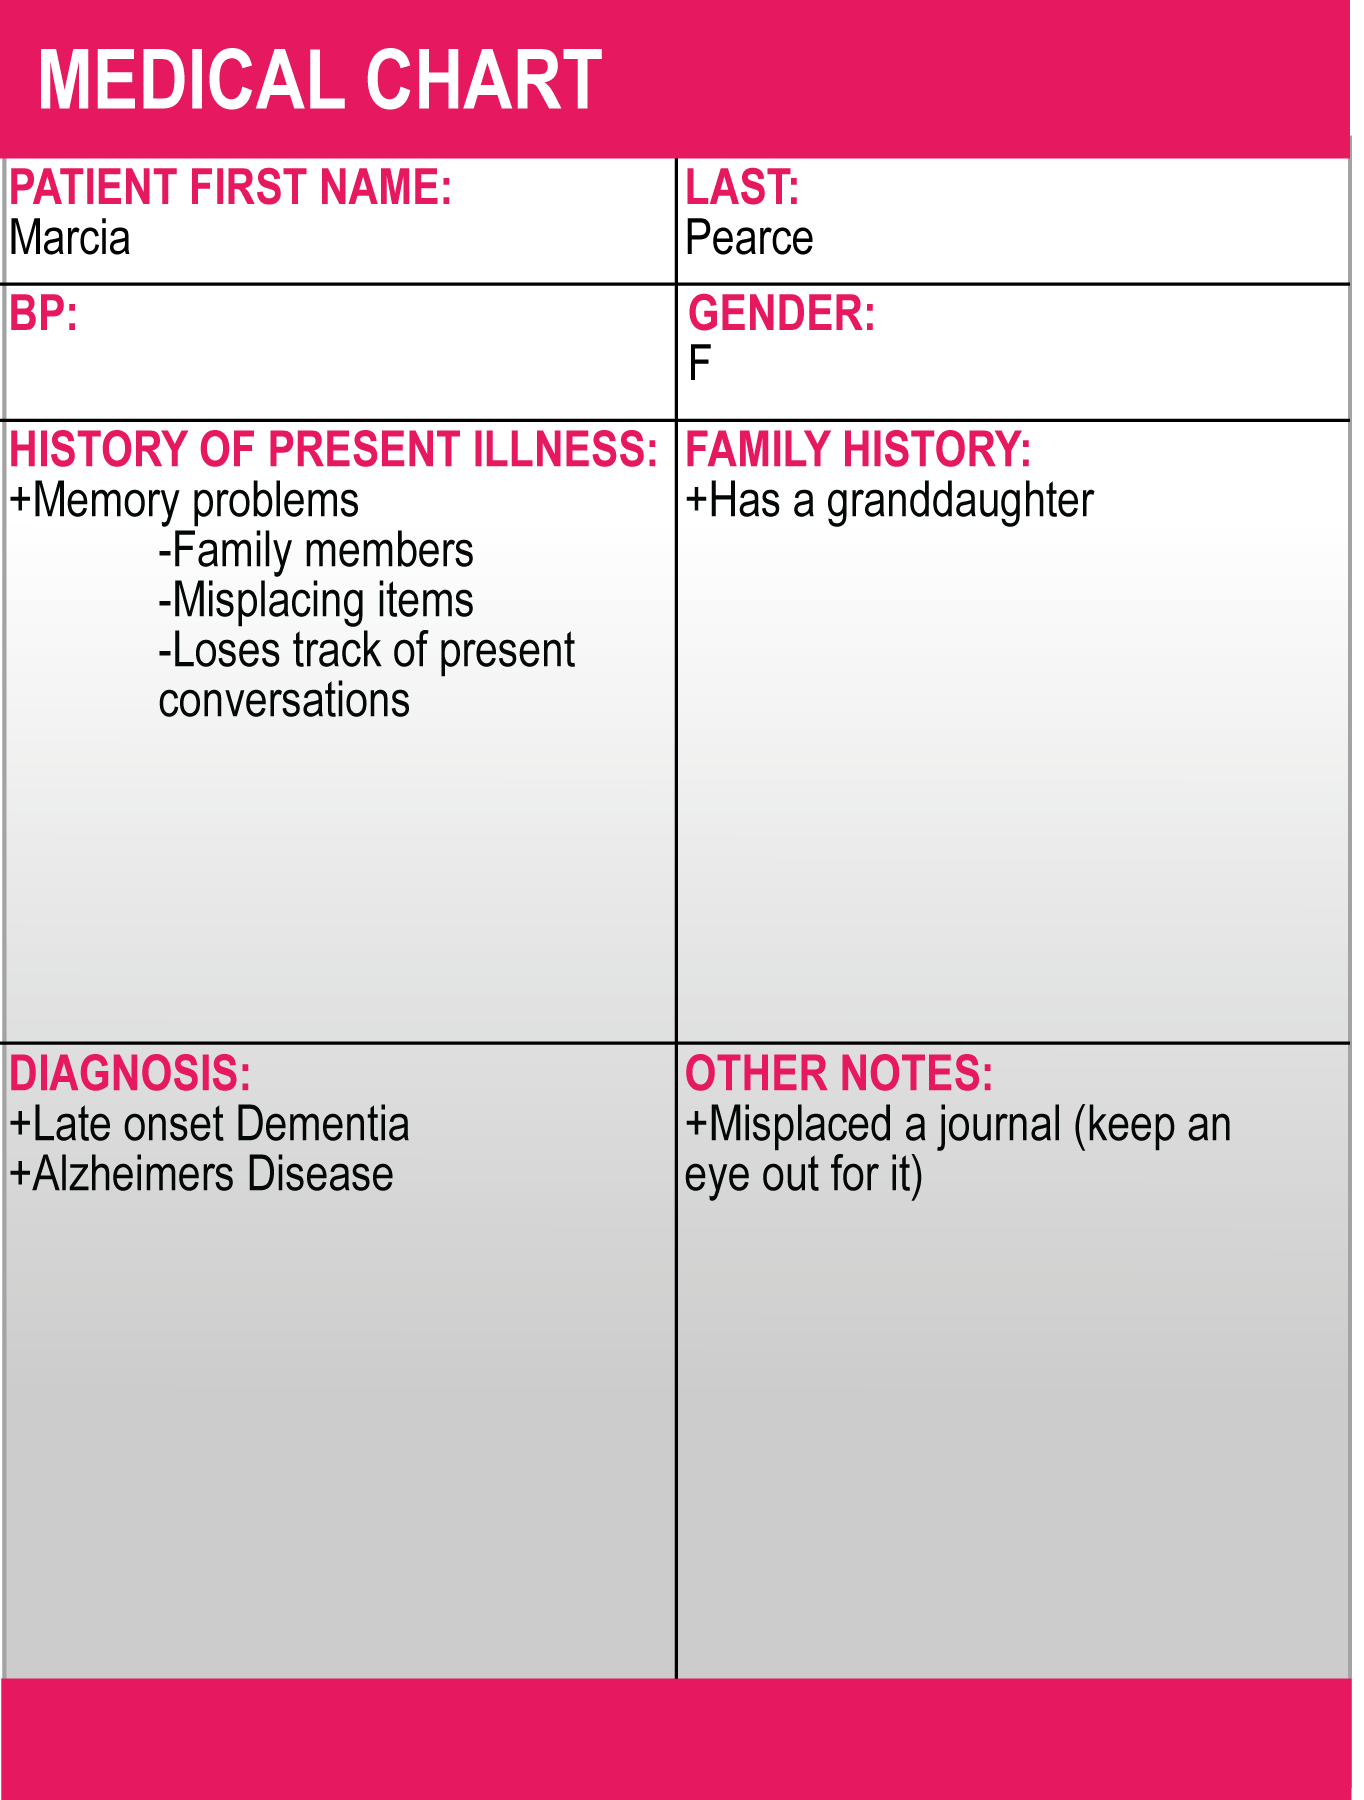 MEDICAL CHART
PATIENT FIRST NAME:
Marcia
LAST:
Pearce
BP:
GENDER:
F
HISTORY OF PRESENT ILLNESS:
+Memory problems
-Family members
-Misplacing items
-Loses track of present
conversations
FAMILY HISTORY:
+Has a granddaughter
DIAGNOSIS:
+Late onset Dementia
+Alzheimers Disease
OTHER NOTES:
+Misplaced a journal (keep an
eye out for it)